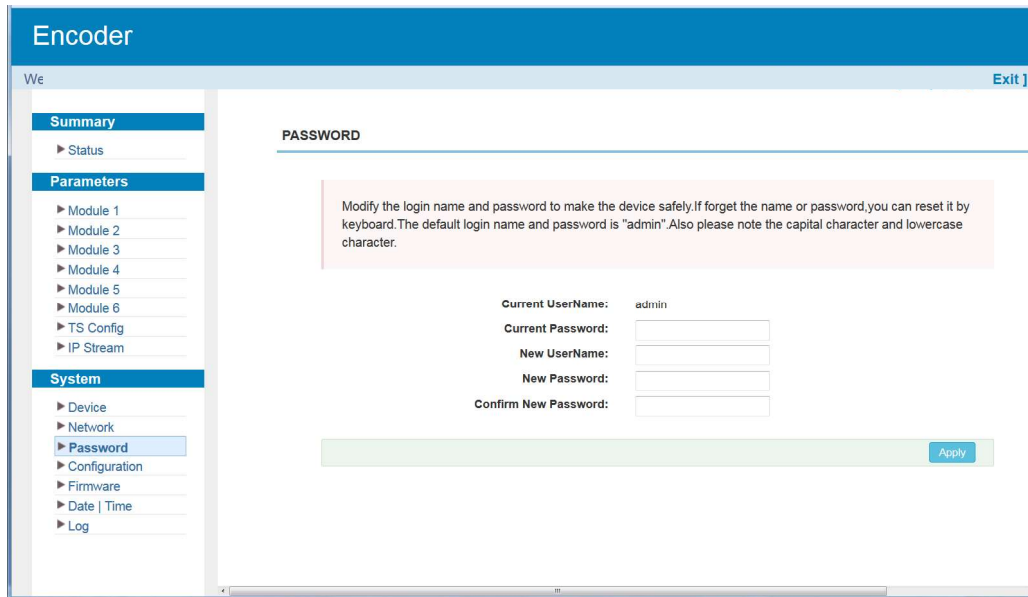 Encoder
We
Exit ]
Summary
Status
Parameters
Module 1
Module 2
Module 3
Module 4
Module 5
Module 6
TS Config
IP Stream
System
Device
Network
Password
Configuration
Firmware
Date | Time
Log
PASSWORD
Modify the login name and password to make the device safely.If forget the name or password,you can reset it by
keyboard.The default login name and password is "admin".Also please note the capital character and lowercase
character.
Current UserName: admin
Current Password:
New UserName:
New Password:
Confirm New Password:
Apply